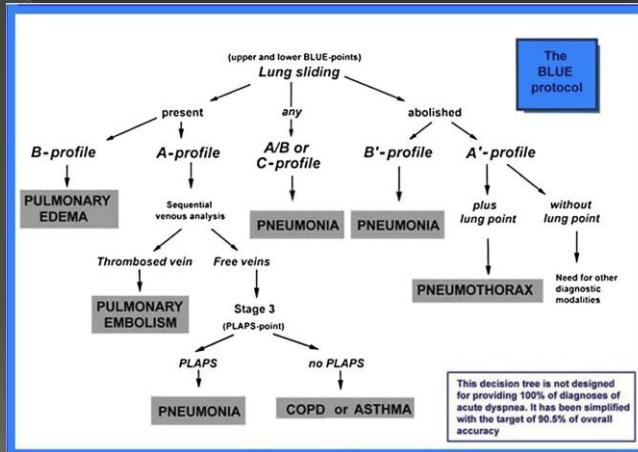 (upper and lower BLUE-points)
Lung sliding
The
BLUE
protocol
present
any
abolished
B-profile
A-profile
A/B or
C-profile
B'-profile
A'-profile
PULMONARY
EDEMA
Sequential
venous analysis
PNEUMONIA
PNEUMONIA
plus
lung point
without
lung point
Thrombosed vein
Free veins
PNEUMOTHORAX
Need for other
diagnostic
modalities
PULMONARY
EMBOLISM
Stage 3
(PLAPS-point)
PLAPS
no PLAPS
PNEUMONIA
COPD or ASTHMA
This decision tree is not designed
for providing 100% of diagnoses of
acute dyspnea. It has been simplified
with the target of 90.5% of overall
accuracy